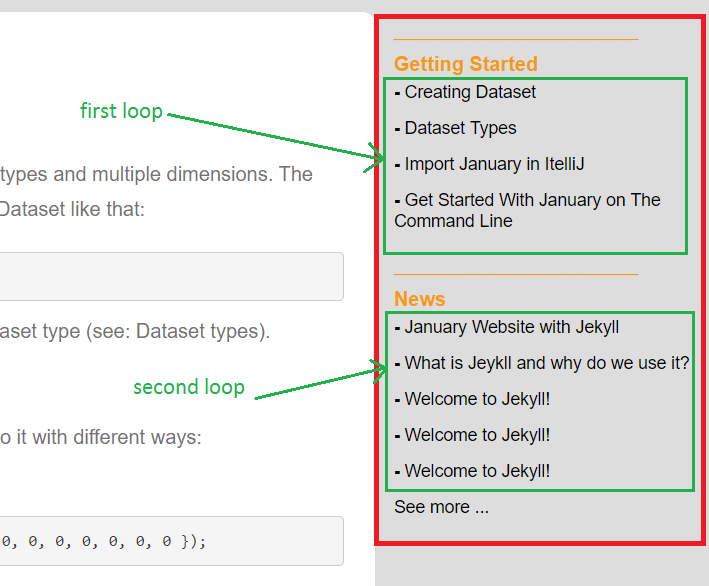 Getting Started
- Creating Dataset
first loop
- Dataset Types
- Import January in ItelliJ
types and multiple dimensions. The
- Get Started With January on The
Dataset like that:
Command Line
News
- January Website with Jekyll
aset type (see: Dataset types).
- What is Jeykll and why do we use it?
second loop
- Welcome to Jekyll!
o it with different ways:
- Welcome to Jekyll!
- Welcome to Jekyll!
See more ...
0, 0, 0, 0, 0, 0, 0 });